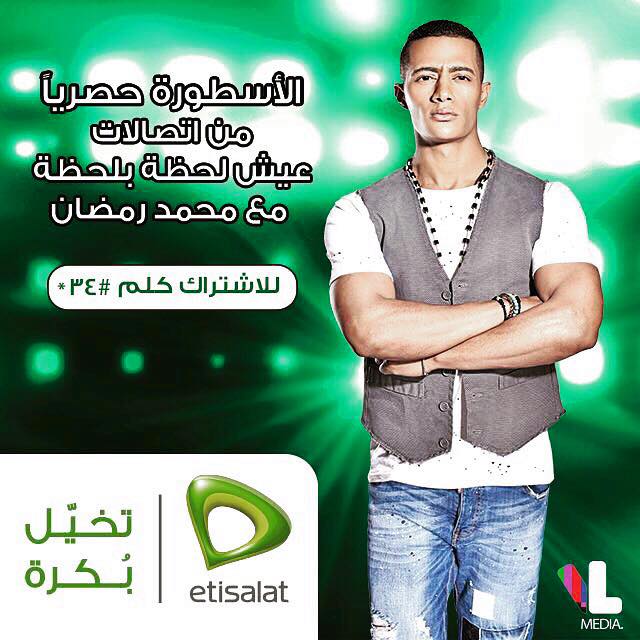 الأسطورة حصرياً
من اتصالات
عيش لحظة بلحظة
مع محمد رمضان
للاشتراك كلم #٣٤*
تخيّل
بُكرة
etisalat
L
MEDIA.